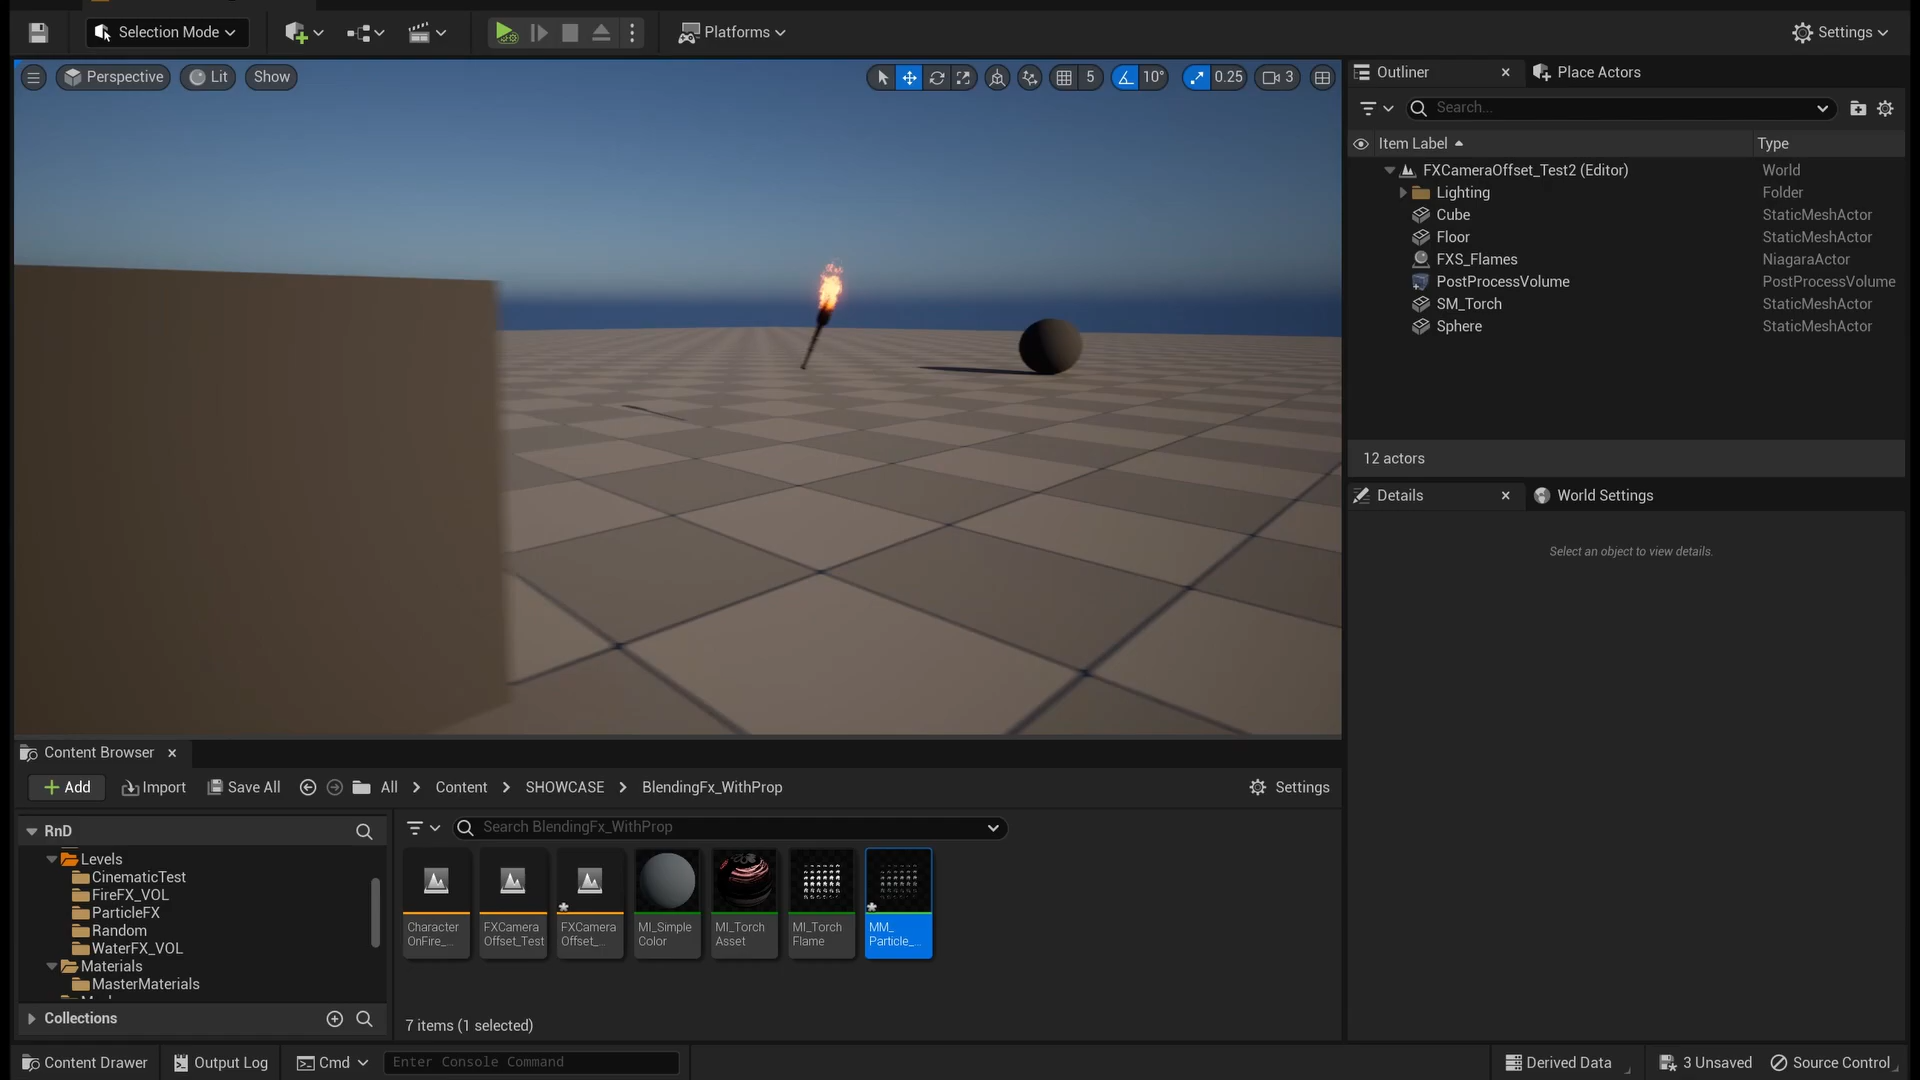 Selection Mode
Platforms
Settings
Perspective
Lit
Show
5
10°
0.25
3
Outliner
Place Actors
Search...
Item Label
Type
FXCameraOffset_Test2 (Editor)
World
Lighting
Folder
Cube
StaticMeshActor
Floor
StaticMeshActor
FXS_Flames
NiagaraActor
PostProcessVolume
PostProcessVolume
SM_Torch
StaticMeshActor
Sphere
StaticMeshActor
12 actors
Details
World Settings
Select an object to view details.
Content Browser
Add
Import
Save All
All
Content
SHOWCASE
BlendingFx_WithProp
Settings
RnD
Search BlendingFx_WithProp
Levels
CinematicTest
FireFX_VOL
ParticleFX
Random
WaterFX_VOL
Materials
MasterMaterials
Character
OnFire_...
FXCamera
Offset_Test
FXCamera
Offset_...
MI_Simple
Color
MI_Torch
Asset
MI_Torch
Flame
MM_
Particle_...
Collections
7 items (1 selected)
Content Drawer
Output Log
Cmd
Enter Console Command
Derived Data
3 Unsaved
Source Control